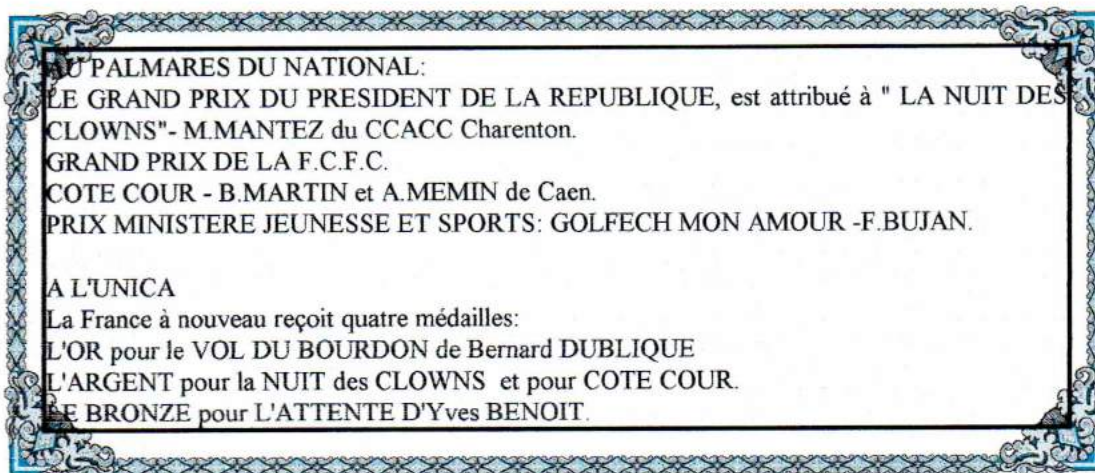 AU PALMARES DU NATIONAL:
LE GRAND PRIX DU PRESIDENT DE LA REPUBLIQUE, est attribué à " LA NUIT DES
CLOWNS"- M.MANTEZ du CCACC Charenton.
GRAND PRIX DE LA F.C.F.C.
COTE COUR - B.MARTIN et A.MEMIN de Caen.
PRIX MINISTERE JEUNESSE ET SPORTS: GOLFECH MON AMOUR -F.BUJAN.
A L'UNICA
La France à nouveau reçoit quatre médailles:
L'OR pour le VOL DU BOURDON de Bernard DUBLIQUE
L'ARGENT pour la NUIT des CLOWNS et pour COTE COUR.
LE BRONZE pour L'ATTENTE D'Yves BENOIT.